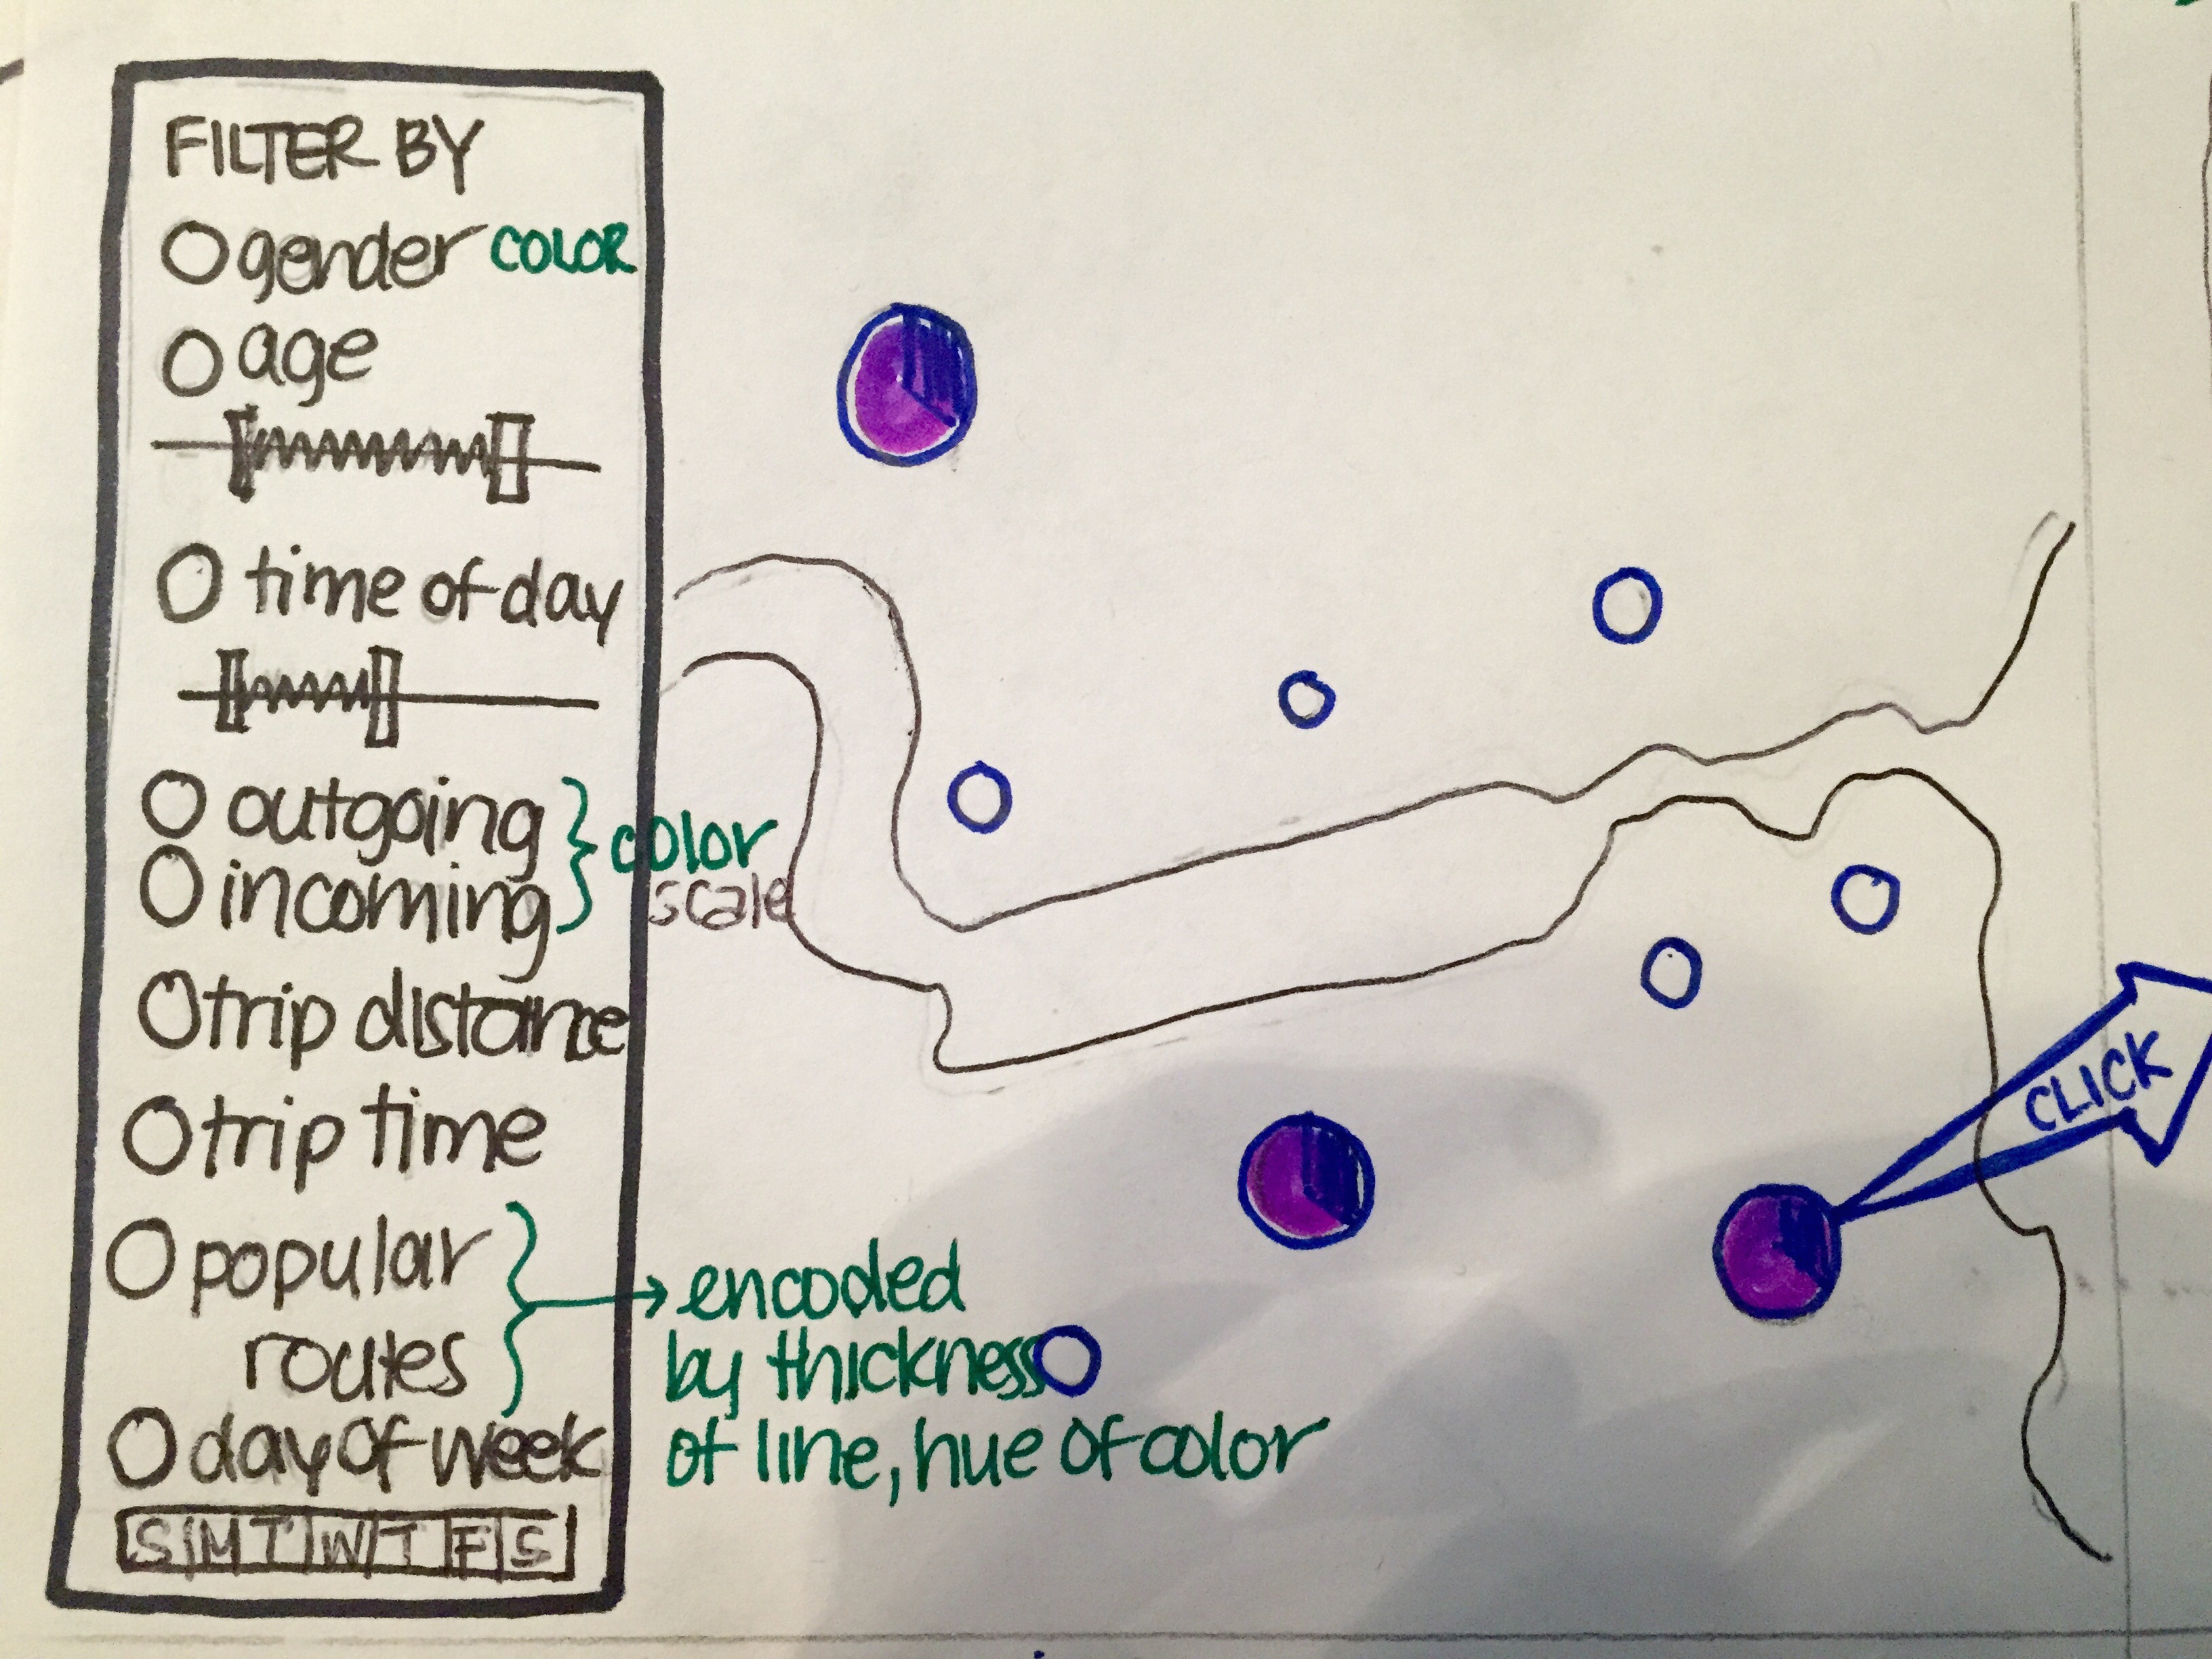 FILTER BY
gender COLOR
age
time of day
outgoing
incoming
color
scale
trip distance
trip time
popular
routes
encoded
by thickness
of line, hue of color
day of week
S M T W T F S
CLICK